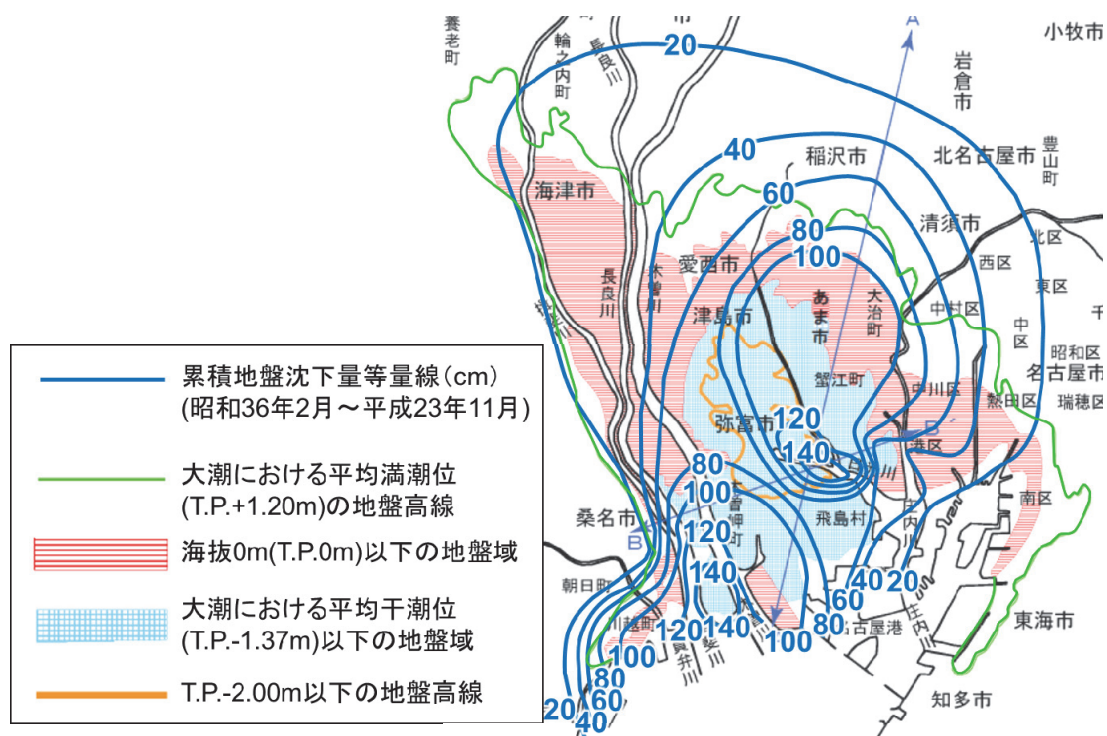 養老町
輪之内町
長良川
市
20
A
小牧市
岩倉市
豊山町
北名古屋市
稲沢市
40
60
80
100
海津市
清須市
北区
西区
東区
愛西市
長良川
木曽川
津島市
あま市
大治町
中村区
中区
千
昭和区
名古屋市
蟹江町
中川区
熱田区
瑞穂区
弥富市
120
140
B
港区
80
100
120
140
桑名市
B
飛島村
庄内川
南区
朝日町
川越町
40
20
60
80
100
120
140
100
80
60
40
20
名古屋港
庄内川
東海市
知多市
累積地盤沈下量等量線(cm)
(昭和36年2月～平成23年11月)
大潮における平均満潮位
(T.P.+1.20m)の地盤高線
海抜0m(T.P.0m)以下の地盤域
大潮における平均干潮位
(T.P.-1.37m)以下の地盤域
T.P.-2.00m以下の地盤高線